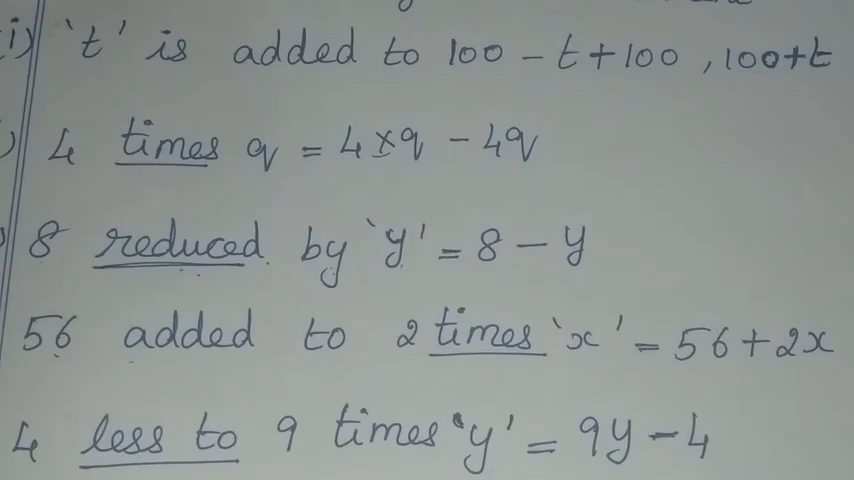 i) 't' is added to 100 - t+100 , 100+t
) 4 times q = 4×q - 4q
8 reduced by 'y' = 8 - y
56 added to 2 times 'x' = 56+2x
4 less to 9 times 'y' = 9y - 4